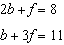 2b + f = 8
b + 3f = 11